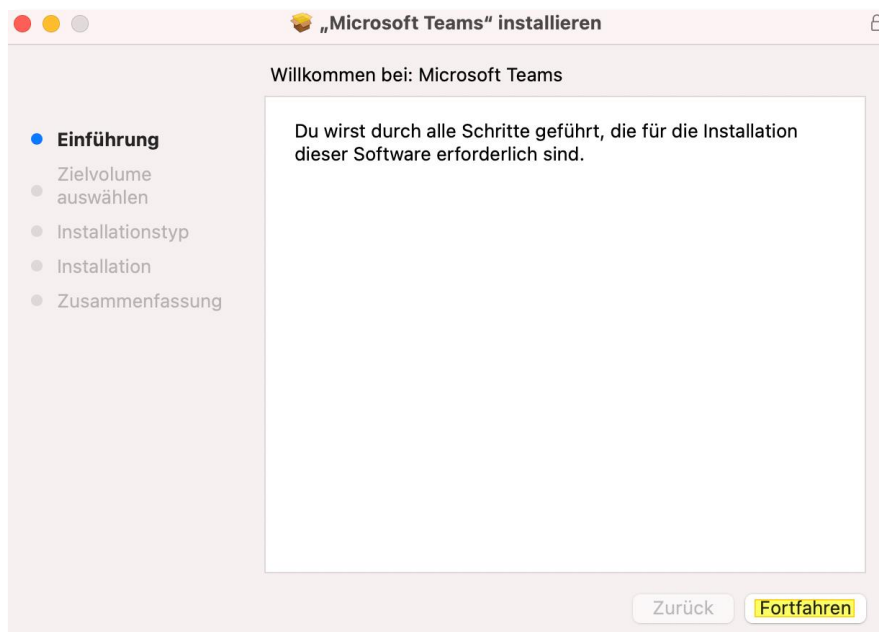 „Microsoft Teams“ installieren
Willkommen bei: Microsoft Teams
Einführung
Zielvolume
auswählen
Installationstyp
Installation
Zusammenfassung
Du wirst durch alle Schritte geführt, die für die Installation
dieser Software erforderlich sind.
Zurück
Fortfahren